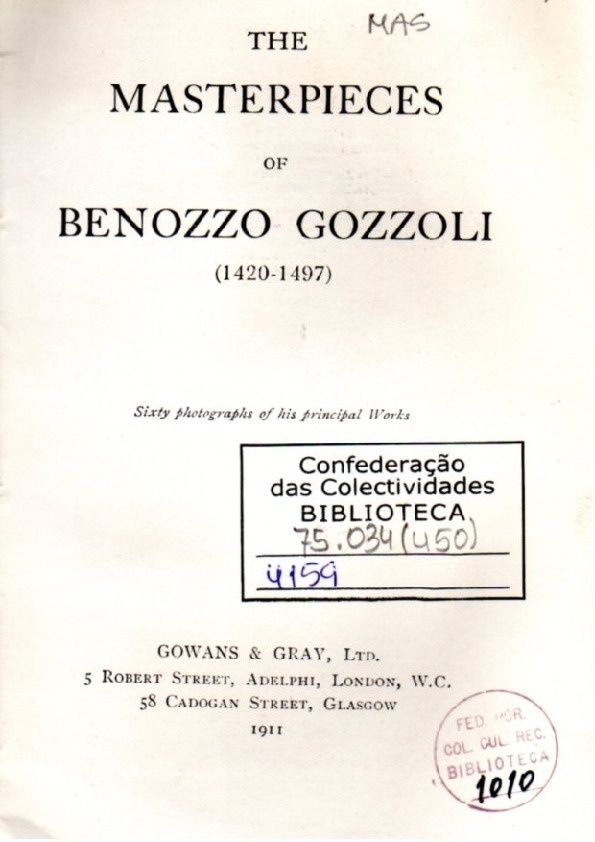 MAS
THE
MASTERPIECES
OF
BENOZZO GOZZOLI
(1420-1497)
Sixty photographs of his principal Works
Confederação
das Colectividades
BIBLIOTECA
75.034(450)
4159
GOWANS & GRAY, LTD.
5 ROBERT STREET, ADELPHI, LONDON, W.C.
58 CADOGAN STREET, GLASGOW
1911
FED. POR.
COL. CUL. REC.
BIBLIOTECA
1010